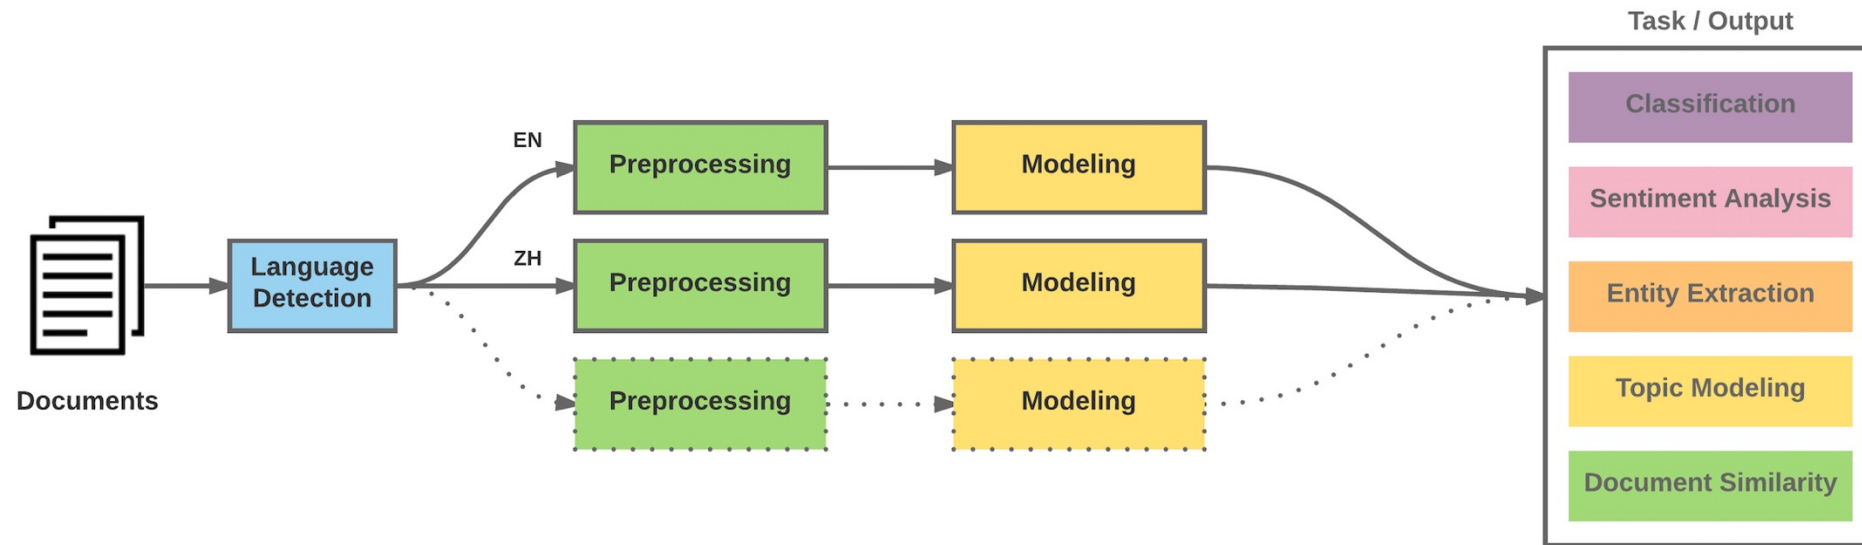 Task / Output
Classification
EN
Preprocessing
Modeling
Sentiment Analysis
ZH
Language
Detection
Preprocessing
Modeling
Entity Extraction
Documents
Preprocessing
Modeling
Topic Modeling
Document Similarity